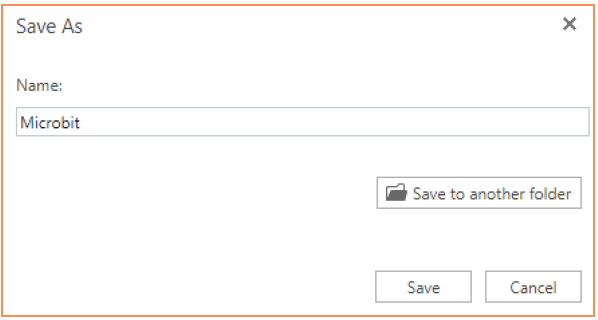 Save As
Name:
Microbit
Save to another folder
Save Cancel